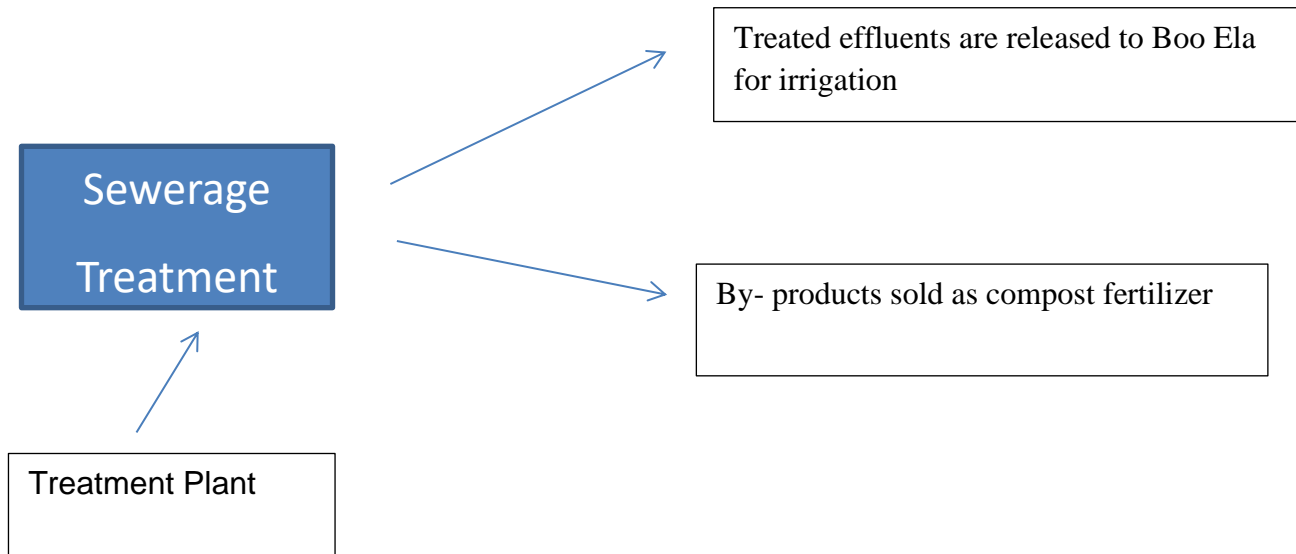 Treated effluents are released to Boo Ela
for irrigation
Sewerage
Treatment
By- products sold as compost fertilizer
Treatment Plant